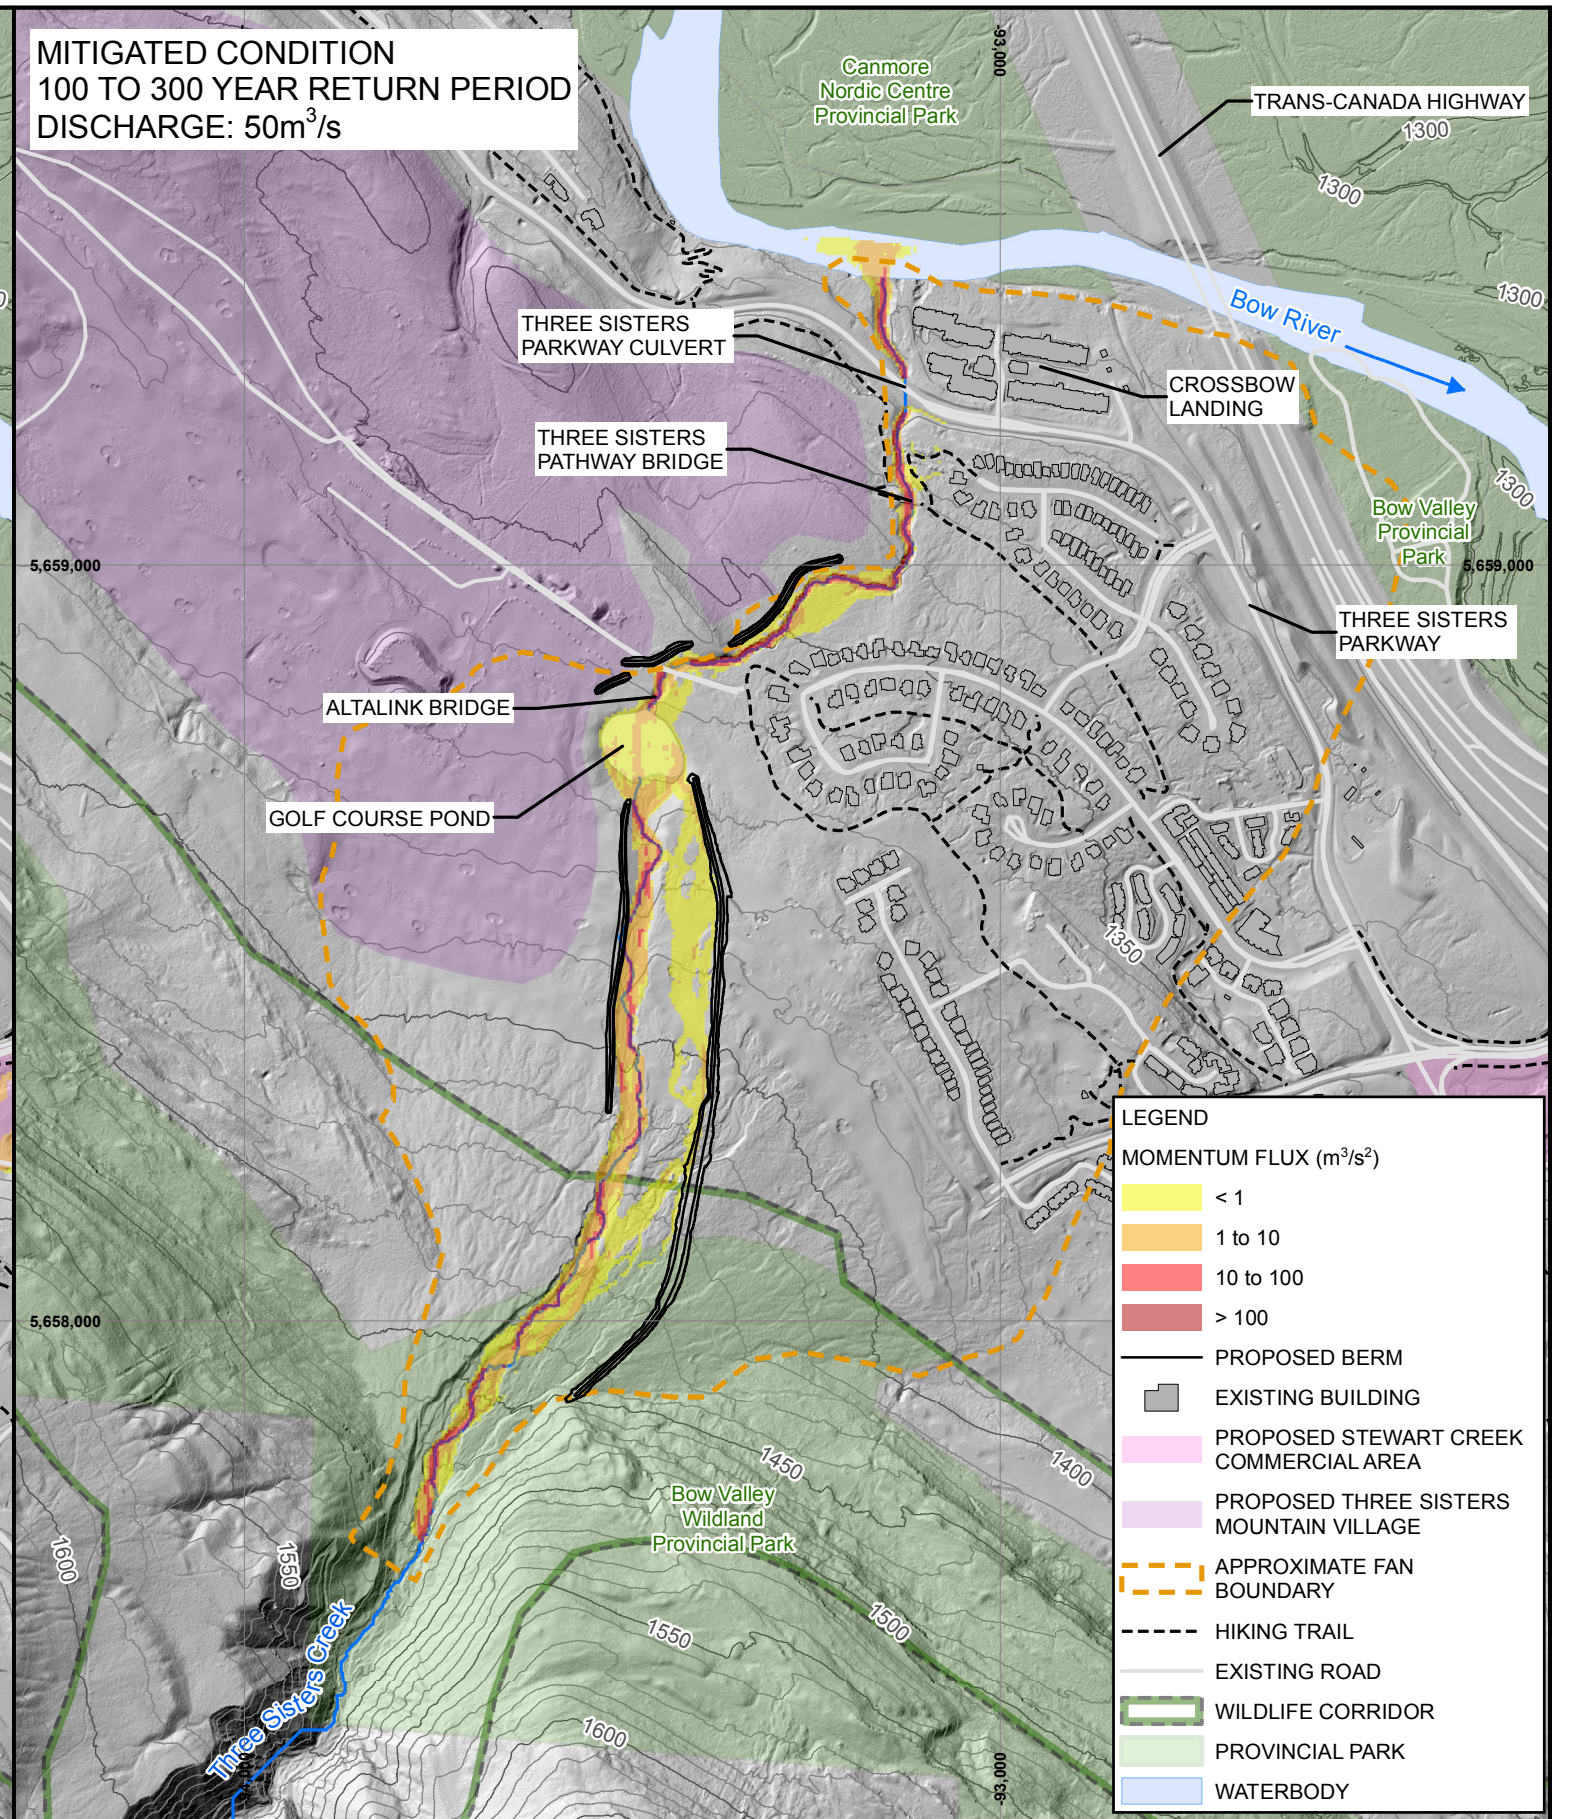 MITIGATED CONDITION
100 TO 300 YEAR RETURN PERIOD
DISCHARGE: 50m³/s
-93,000
Canmore
Nordic Centre
Provincial Park
TRANS-CANADA HIGHWAY
1300
1300
1300
Bow River
THREE SISTERS
PARKWAY CULVERT
CROSSBOW
LANDING
THREE SISTERS
PATHWAY BRIDGE
1300
Bow Valley
Provincial
Park
5,659,000
5,659,000
THREE SISTERS
PARKWAY
ALTALINK BRIDGE
GOLF COURSE POND
1350
5,658,000
1450
1400
Bow Valley
Wildland
Provincial Park
1600
1550
1550
1500
1600
Three Sisters Creek
-93,000
LEGEND
MOMENTUM FLUX (m³/s²)
< 1
1 to 10
10 to 100
> 100
PROPOSED BERM
EXISTING BUILDING
PROPOSED STEWART CREEK
COMMERCIAL AREA
PROPOSED THREE SISTERS
MOUNTAIN VILLAGE
APPROXIMATE FAN
BOUNDARY
HIKING TRAIL
EXISTING ROAD
WILDLIFE CORRIDOR
PROVINCIAL PARK
WATERBODY